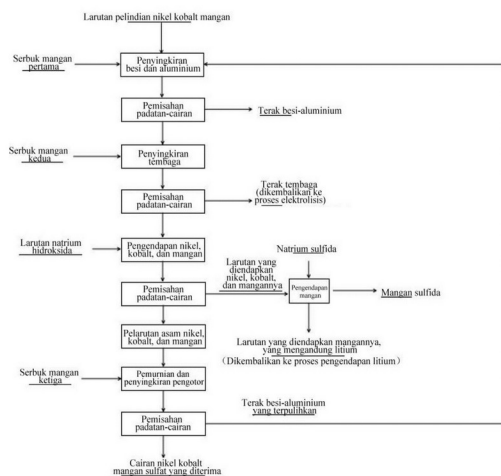 Larutan pelindian nikel kobalt mangan
Serbuk mangan
pertama
Penyingkiran
besi dan aluminium
Pemisahan
padatan-cairan
Terak besi-aluminium
Serbuk mangan
kedua
Penyingkiran
tembaga
Pemisahan
padatan-cairan
Terak tembaga
(dikembalikan ke
proses elektrolisis)
Larutan natrium
hidroksida
Pengendapan nikel,
kobalt, dan mangan
Larutan yang
diendapkan nikel, kobalt,
dan mangannya
Natrium sulfida
Pemisahan
padatan-cairan
Pengendapan
mangan
Mangan sulfida
Pelarutan asam nikel,
kobalt, dan mangan
Larutan yang diendapkan mangannya,
yang mengandung litium
(Dikembalikan ke proses pengendapan litium)
Serbuk mangan
ketiga
Pemurnian dan
penyingkiran pengotor
Pemisahan
padatan-cairan
Terak besi-aluminium
yang terpulihkan
Cairan nikel kobalt
mangan sulfat yang diterima